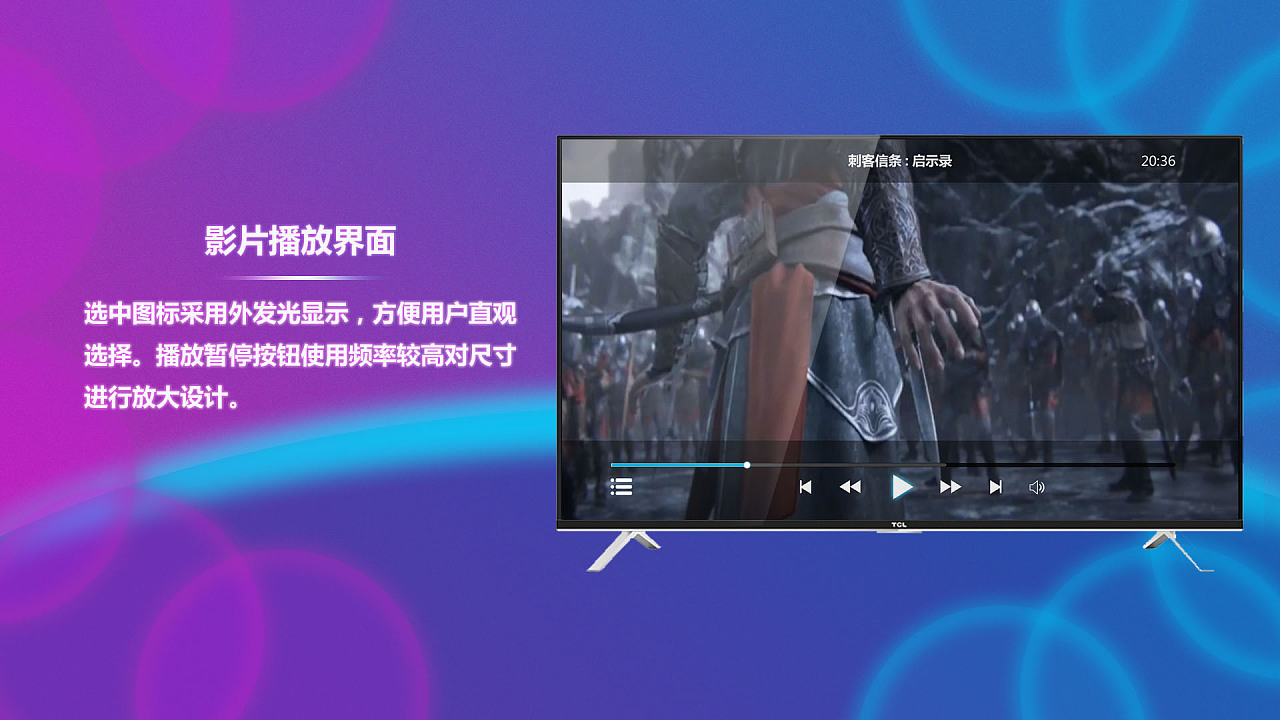 影片播放界面
选中图标采用外发光显示，方便用户直观
选择。播放暂停按钮使用频率较高对尺寸
进行放大设计。
刺客信条 : 启示录
20:36
TCL